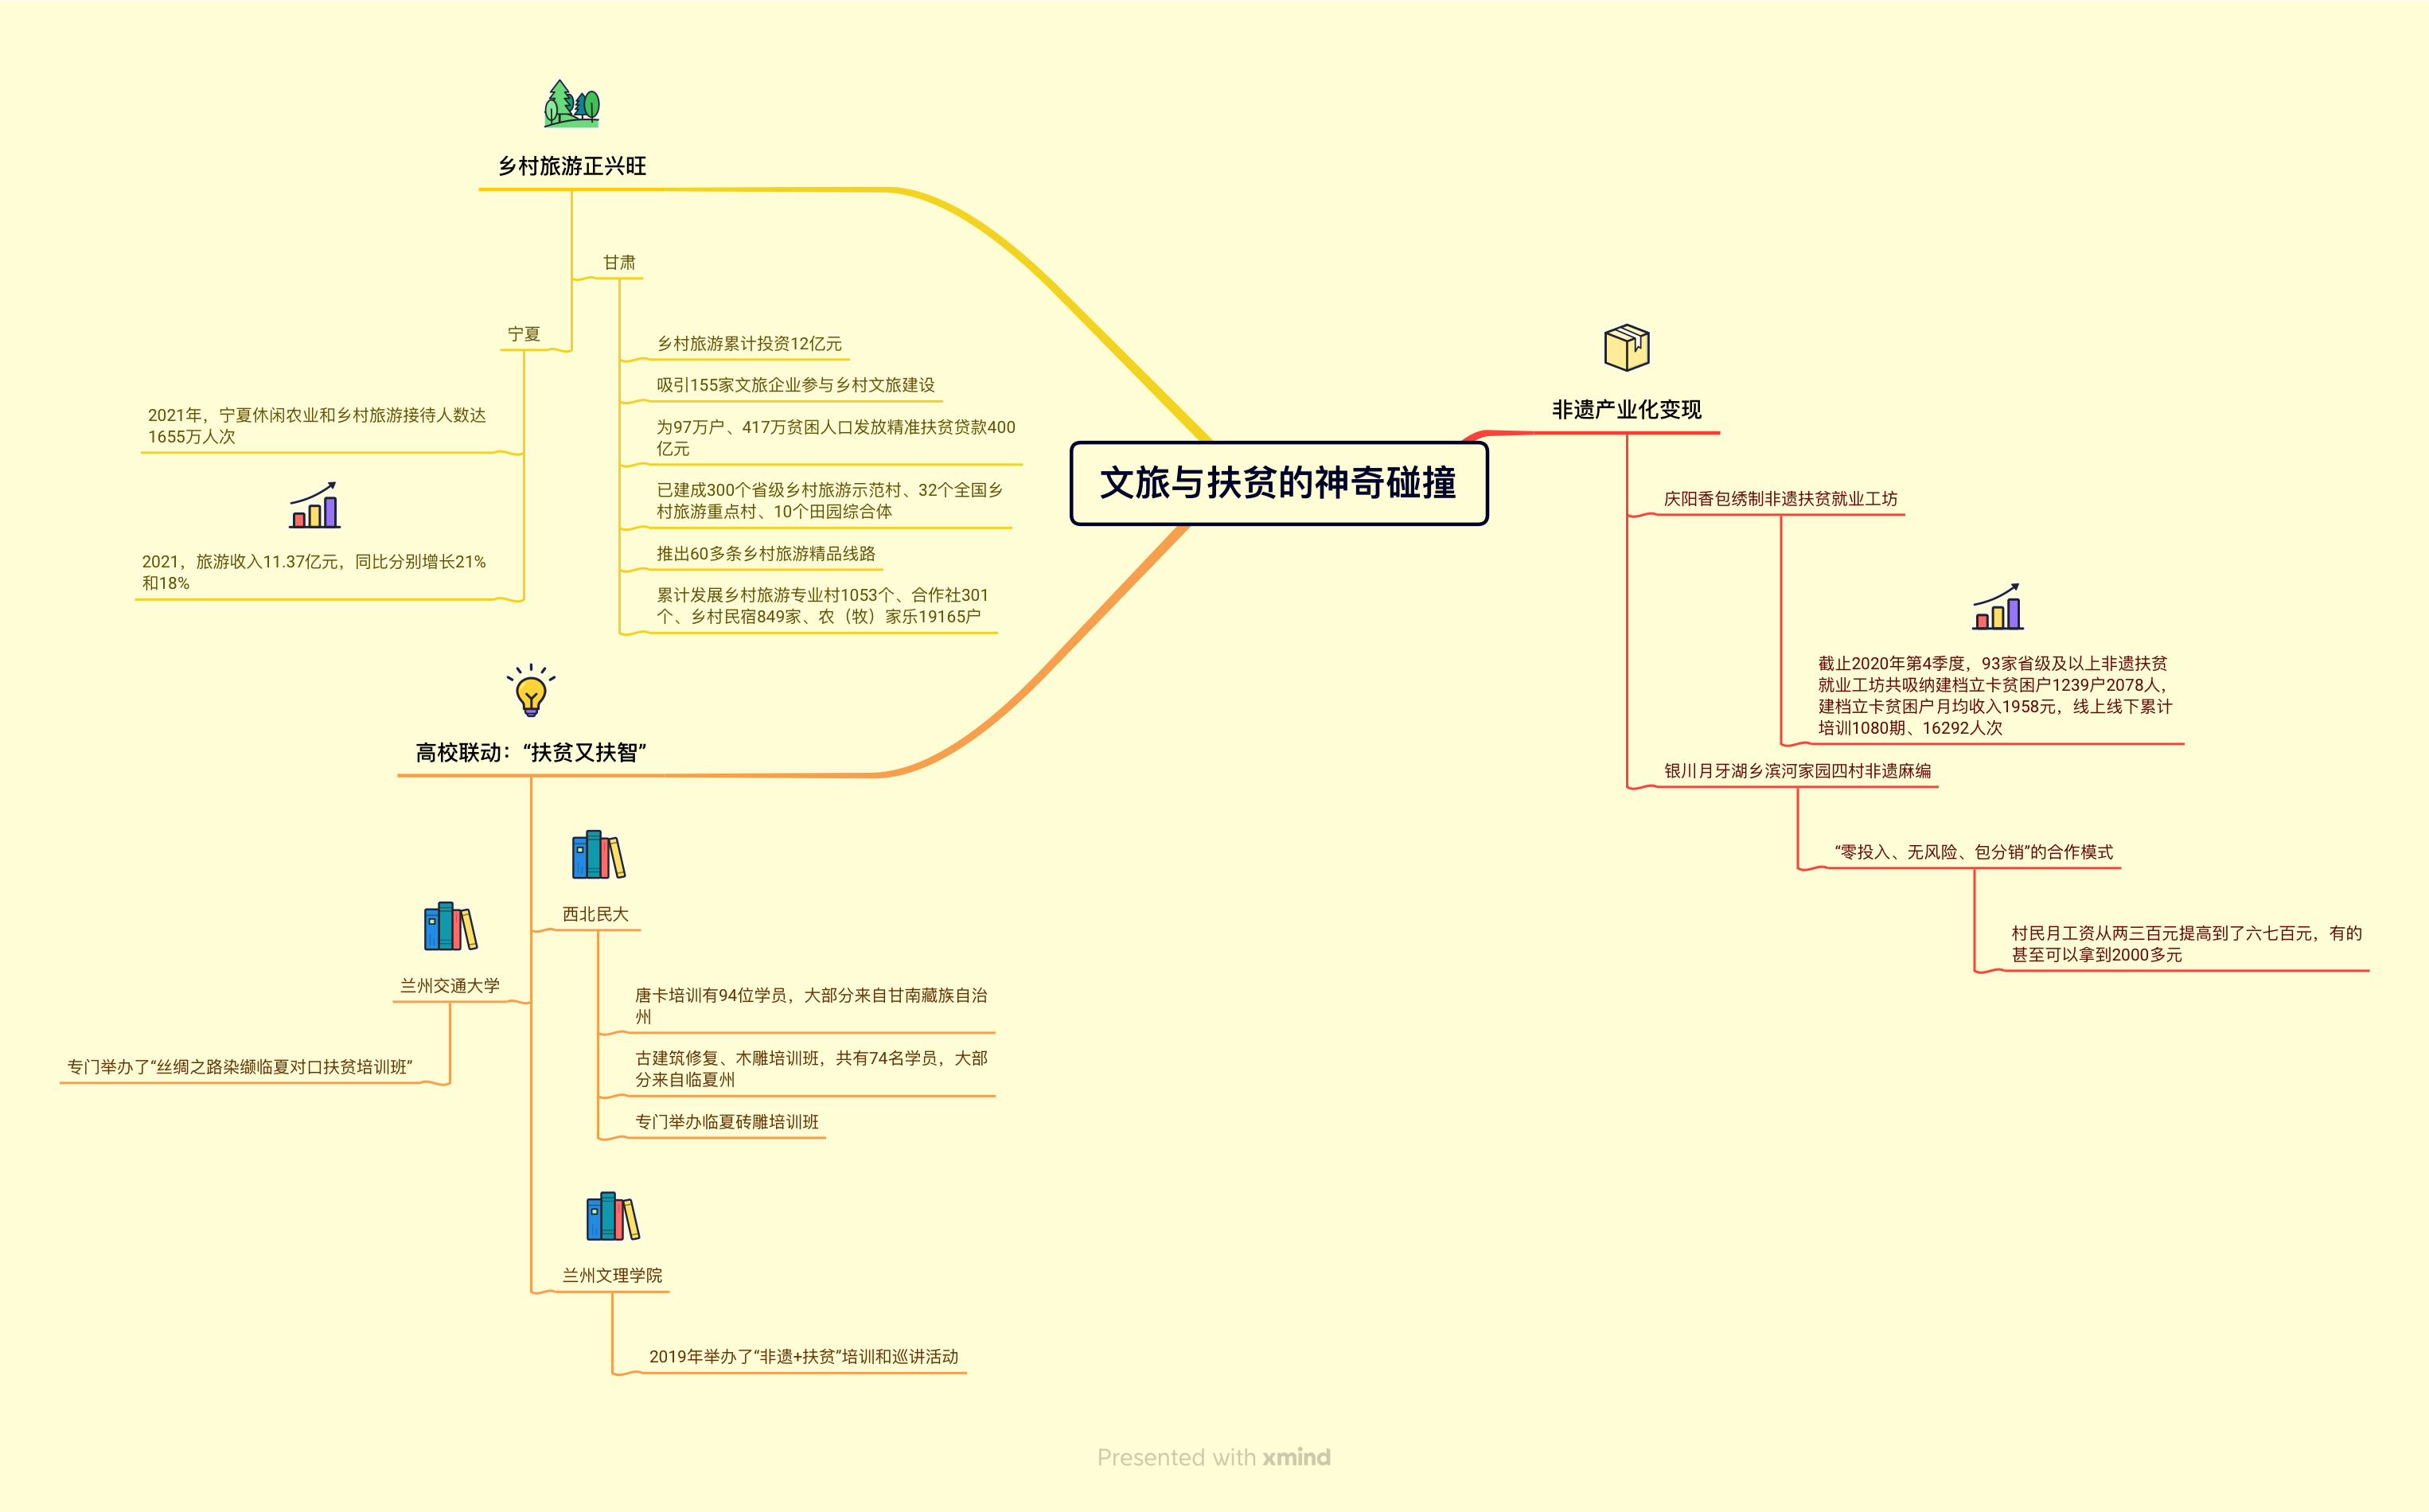 文旅与扶贫的神奇碰撞
非遗产业化变现
庆阳香包绣制非遗扶贫就业工坊
截止2020年第4季度，93家省级及以上非遗扶贫
就业工坊共吸纳建档立卡贫困户1239户2078人，
建档立卡贫困户月均收入1958元，线上线下累计
培训1080期、16292人次
银川月牙湖乡滨河家园四村非遗麻编
“零投入、无风险、包分销”的合作模式
村民月工资从两三百元提高到了六七百元，有的
甚至可以拿到2000多元
乡村旅游正兴旺
甘肃
乡村旅游累计投资12亿元
吸引155家文旅企业参与乡村文旅建设
为97万户、417万贫困人口发放精准扶贫贷款400
亿元
已建成300个省级乡村旅游示范村、32个全国乡
村旅游重点村、10个田园综合体
推出60多条乡村旅游精品线路
累计发展乡村旅游专业村1053个、合作社301
个、乡村民宿849家、农（牧）家乐19165户
宁夏
2021年，宁夏休闲农业和乡村旅游接待人数达
1655万人次
2021，旅游收入11.37亿元，同比分别增长21%
和18%
高校联动：“扶贫又扶智”
西北民大
唐卡培训有94位学员，大部分来自甘南藏族自治
州
古建筑修复、木雕培训班，共有74名学员，大部
分来自临夏州
专门举办临夏砖雕培训班
兰州交通大学
专门举办了“丝绸之路染缬临夏对口扶贫培训班”
兰州文理学院
2019年举办了“非遗+扶贫”培训和巡讲活动
Presented with xmind